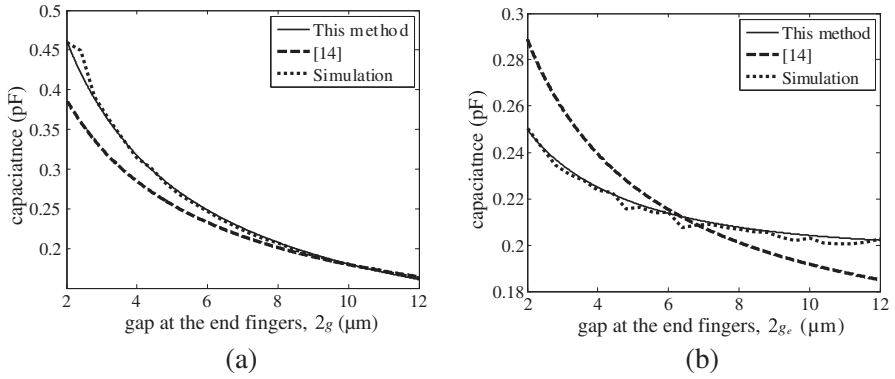 This method
[14]
Simulation
0.45
0.4
0.35
0.3
0.25
0.2
capaciatnce (pF)
2 4 6 8 10 12
gap at the end fingers, 2g (μm)
(a)
This method
[14]
Simulation
0.3
0.28
0.26
0.24
0.22
0.2
0.18
capaciatnce (pF)
2 4 6 8 10 12
gap at the end fingers, 2gₑ (μm)
(b)